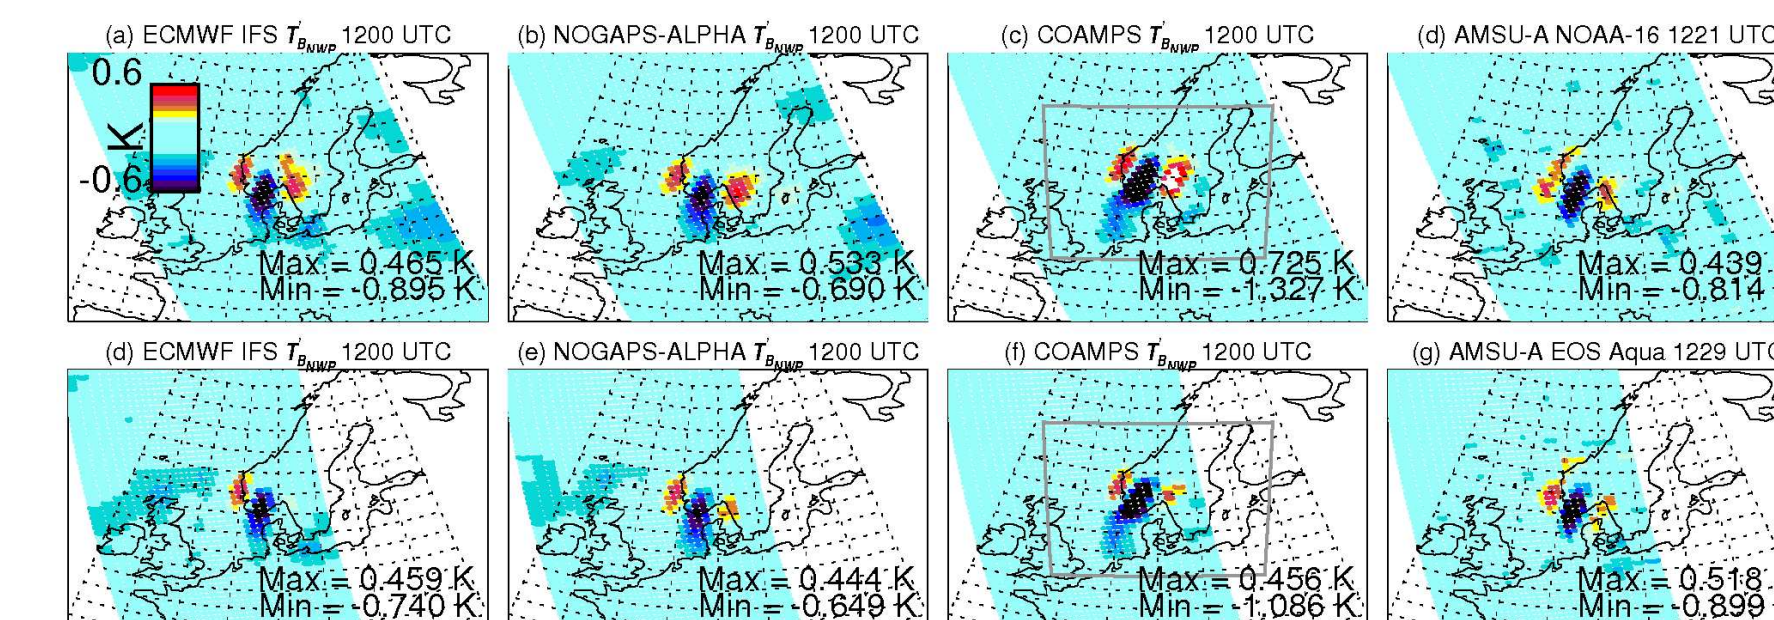 (a) ECMWF IFS T'BNWP 1200 UTC
(b) NOGAPS-ALPHA T'BNWP 1200 UTC
(c) COAMPS T'BNWP 1200 UTC
(d) AMSU-A NOAA-16 1221 UTC
0.6
K
-0.6
Max = 0.465 K
Min = -0.895 K
Max = 0.533 K
Min = -0.690 K
Max = 0.725 K
Min = -1.327 K
Max = 0.439
Min = -0.814
(d) ECMWF IFS T'BNWP 1200 UTC
(e) NOGAPS-ALPHA T'BNWP 1200 UTC
(f) COAMPS T'BNWP 1200 UTC
(g) AMSU-A EOS Aqua 1229 UTC
Max = 0.459 K
Min = -0.740 K
Max = 0.444 K
Min = -0.649 K
Max = 0.456 K
Min = -1.086 K
Max = 0.518
Min = -0.899